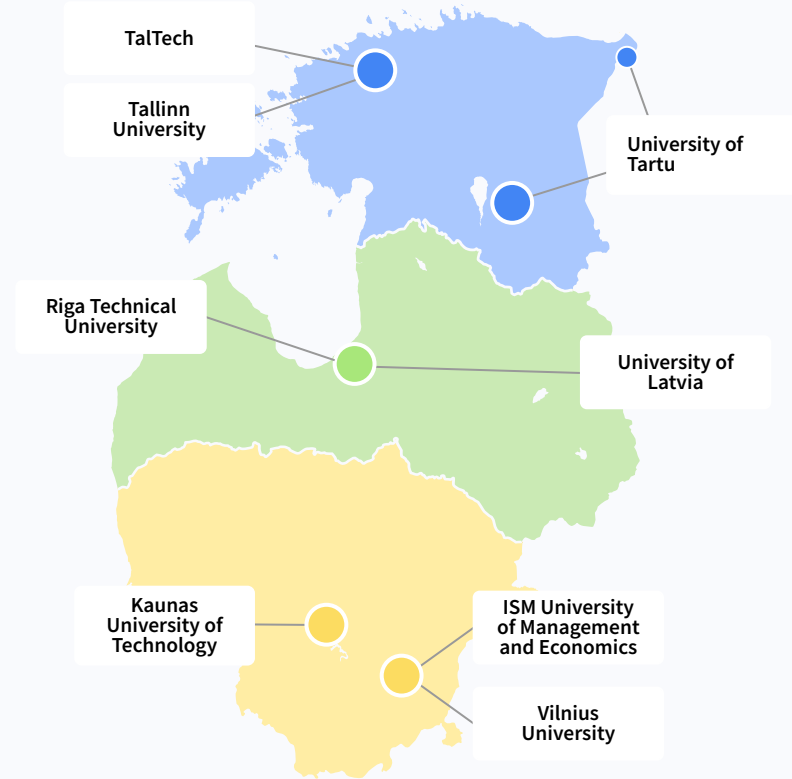 TalTech
Tallinn
University
University of
Tartu
Riga Technical
University
University of
Latvia
Kaunas
University of
Technology
ISM University
of Management
and Economics
Vilnius
University